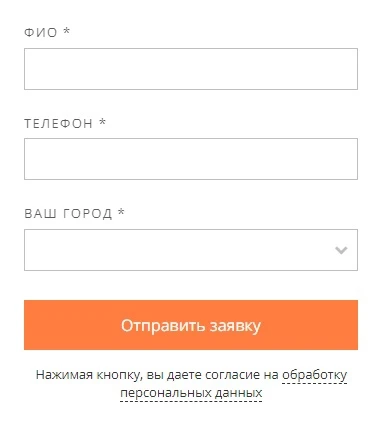 ФИО *
ТЕЛЕФОН *
ВАШ ГОРОД *
Отправить заявку
Нажимая кнопку, вы даете согласие на обработку
персональных данных